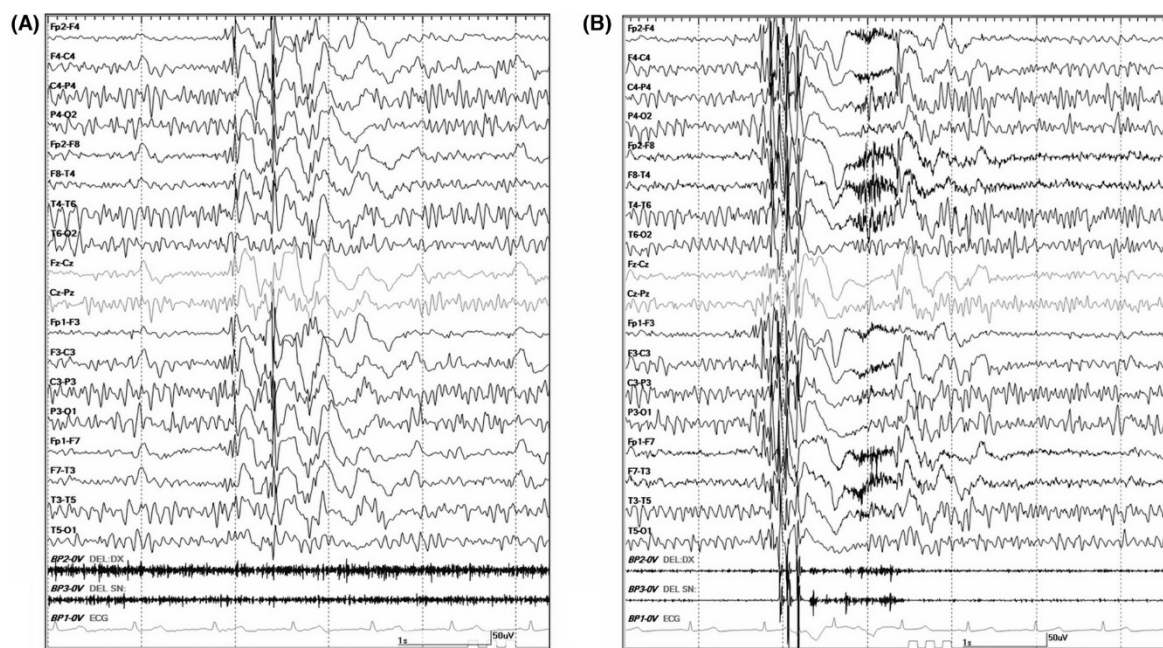 (A)
Fp2-F4
F4-C4
C4-P4
P4-O2
Fp2-F8
F8-T4
T4-T6
T6-O2
Fz-Cz
Cz-Pz
Fp1-F3
F3-C3
C3-P3
P3-O1
Fp1-F7
F7-T3
T3-T5
T5-O1
BP2-0V DEL:DX
BP3-0V DEL SN:
BP1-0V ECG
1s
50uV
(B)
Fp2-F4
F4-C4
C4-P4
P4-O2
Fp2-F8
F8-T4
T4-T6
T6-O2
Fz-Cz
Cz-Pz
Fp1-F3
F3-C3
C3-P3
P3-O1
Fp1-F7
F7-T3
T3-T5
T5-O1
BP2-0V DEL:DX
BP3-0V DEL SN:
BP1-0V ECG
1s
50uV